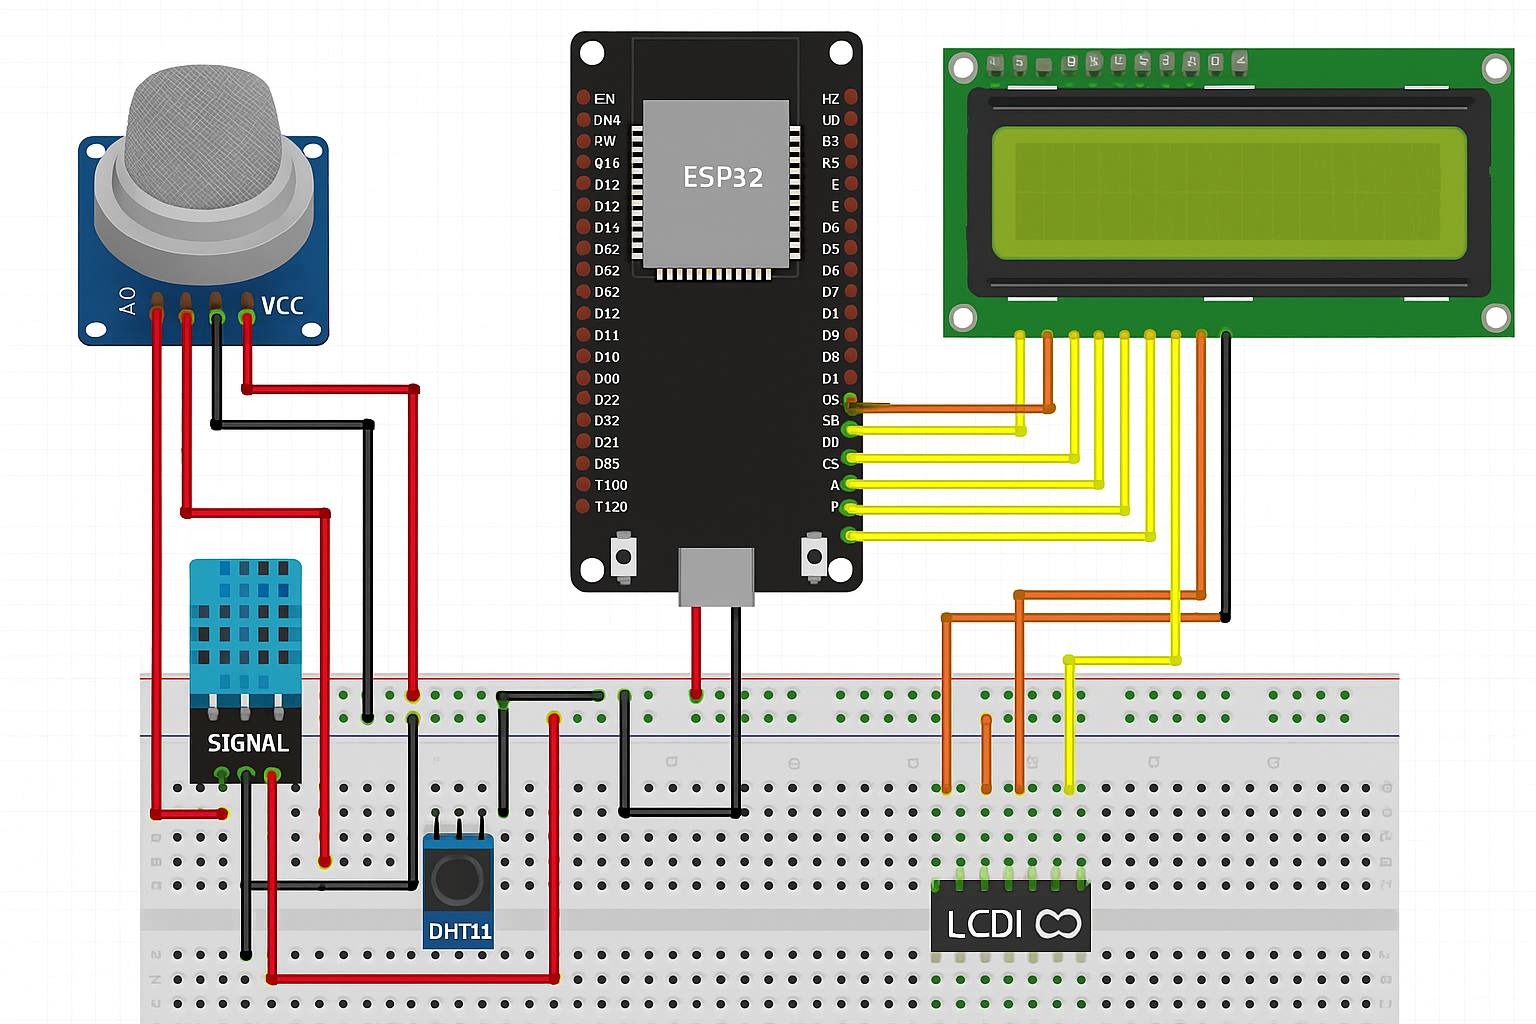 A0
VCC
SIGNAL
DHT11
ESP32
EN
DN4
RW
Q16
D12
D12
D14
D62
D62
D62
D12
D11
D10
D00
D22
D32
D21
D85
T100
T120
HZ
UD
B3
R5
E
E
D6
D5
D6
D7
D1
D9
D8
D1
OS
SB
DD
CS
A
P
LCDI